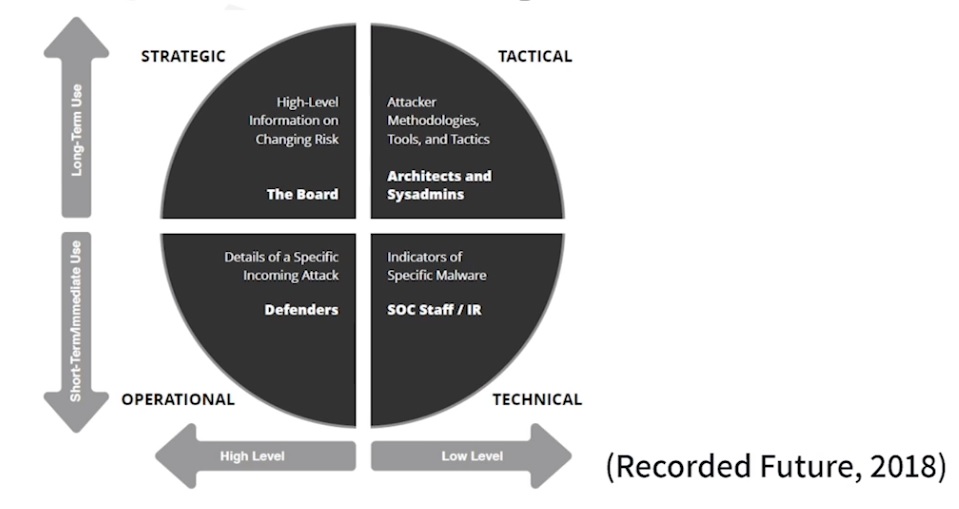 STRATEGIC
TACTICAL
Long-Term Use
High-Level
Information on
Changing Risk
The Board
Attacker
Methodologies,
Tools, and Tactics
Architects and
Sysadmins
Short-Term/Immediate Use
Details of a Specific
Incoming Attack
Defenders
Indicators of
Specific Malware
SOC Staff / IR
OPERATIONAL
TECHNICAL
High Level
Low Level
(Recorded Future, 2018)